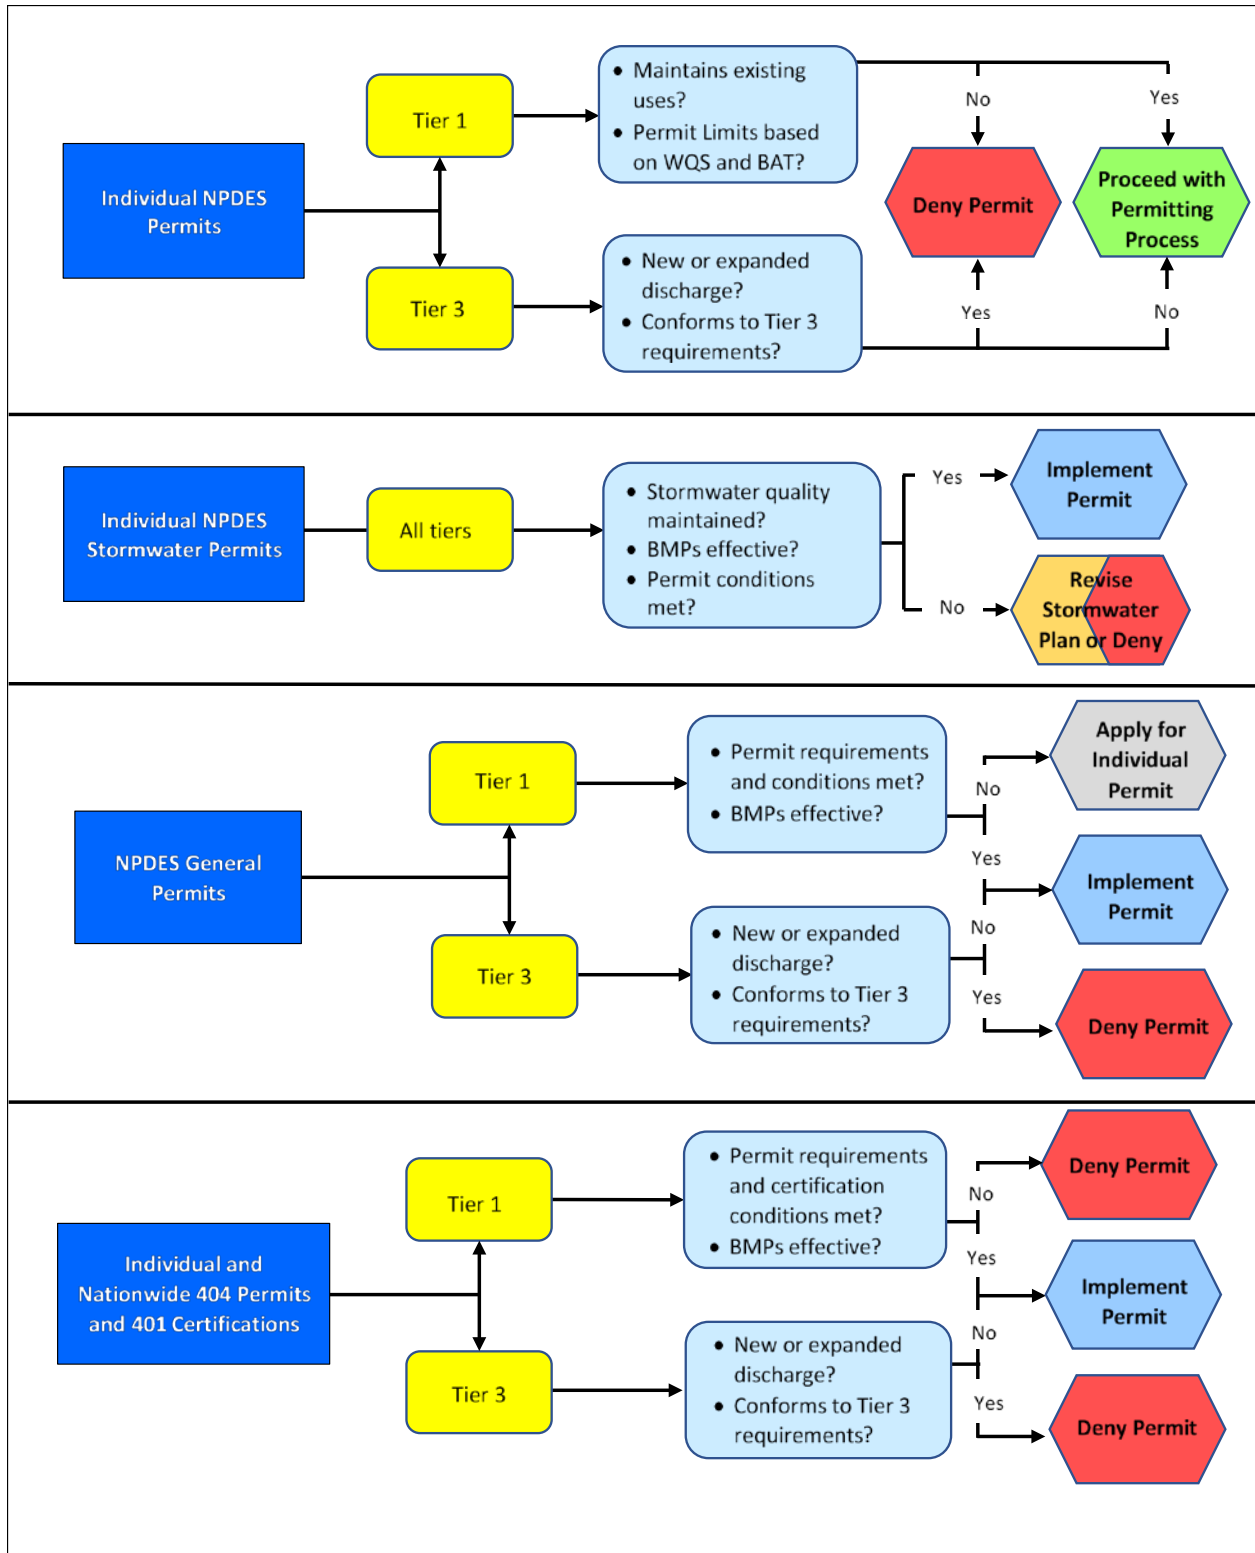 Individual NPDES
Permits
Tier 1
Tier 3
• Maintains existing
uses?
• Permit Limits based
on WQS and BAT?
• New or expanded
discharge?
• Conforms to Tier 3
requirements?
No
Yes
Deny Permit
Proceed with
Permitting
Process
Yes
No
Individual NPDES
Stormwater Permits
All tiers
• Stormwater quality
maintained?
• BMPs effective?
• Permit conditions
met?
Yes
No
Implement
Permit
Revise
Stormwater
Plan or Deny
NPDES General
Permits
Tier 1
Tier 3
• Permit requirements
and conditions met?
• BMPs effective?
• New or expanded
discharge?
• Conforms to Tier 3
requirements?
No
Yes
No
Yes
Apply for
Individual
Permit
Implement
Permit
Deny Permit
Individual and
Nationwide 404 Permits
and 401 Certifications
Tier 1
Tier 3
• Permit requirements
and certification
conditions met?
• BMPs effective?
• New or expanded
discharge?
• Conforms to Tier 3
requirements?
No
Yes
No
Yes
Deny Permit
Implement
Permit
Deny Permit